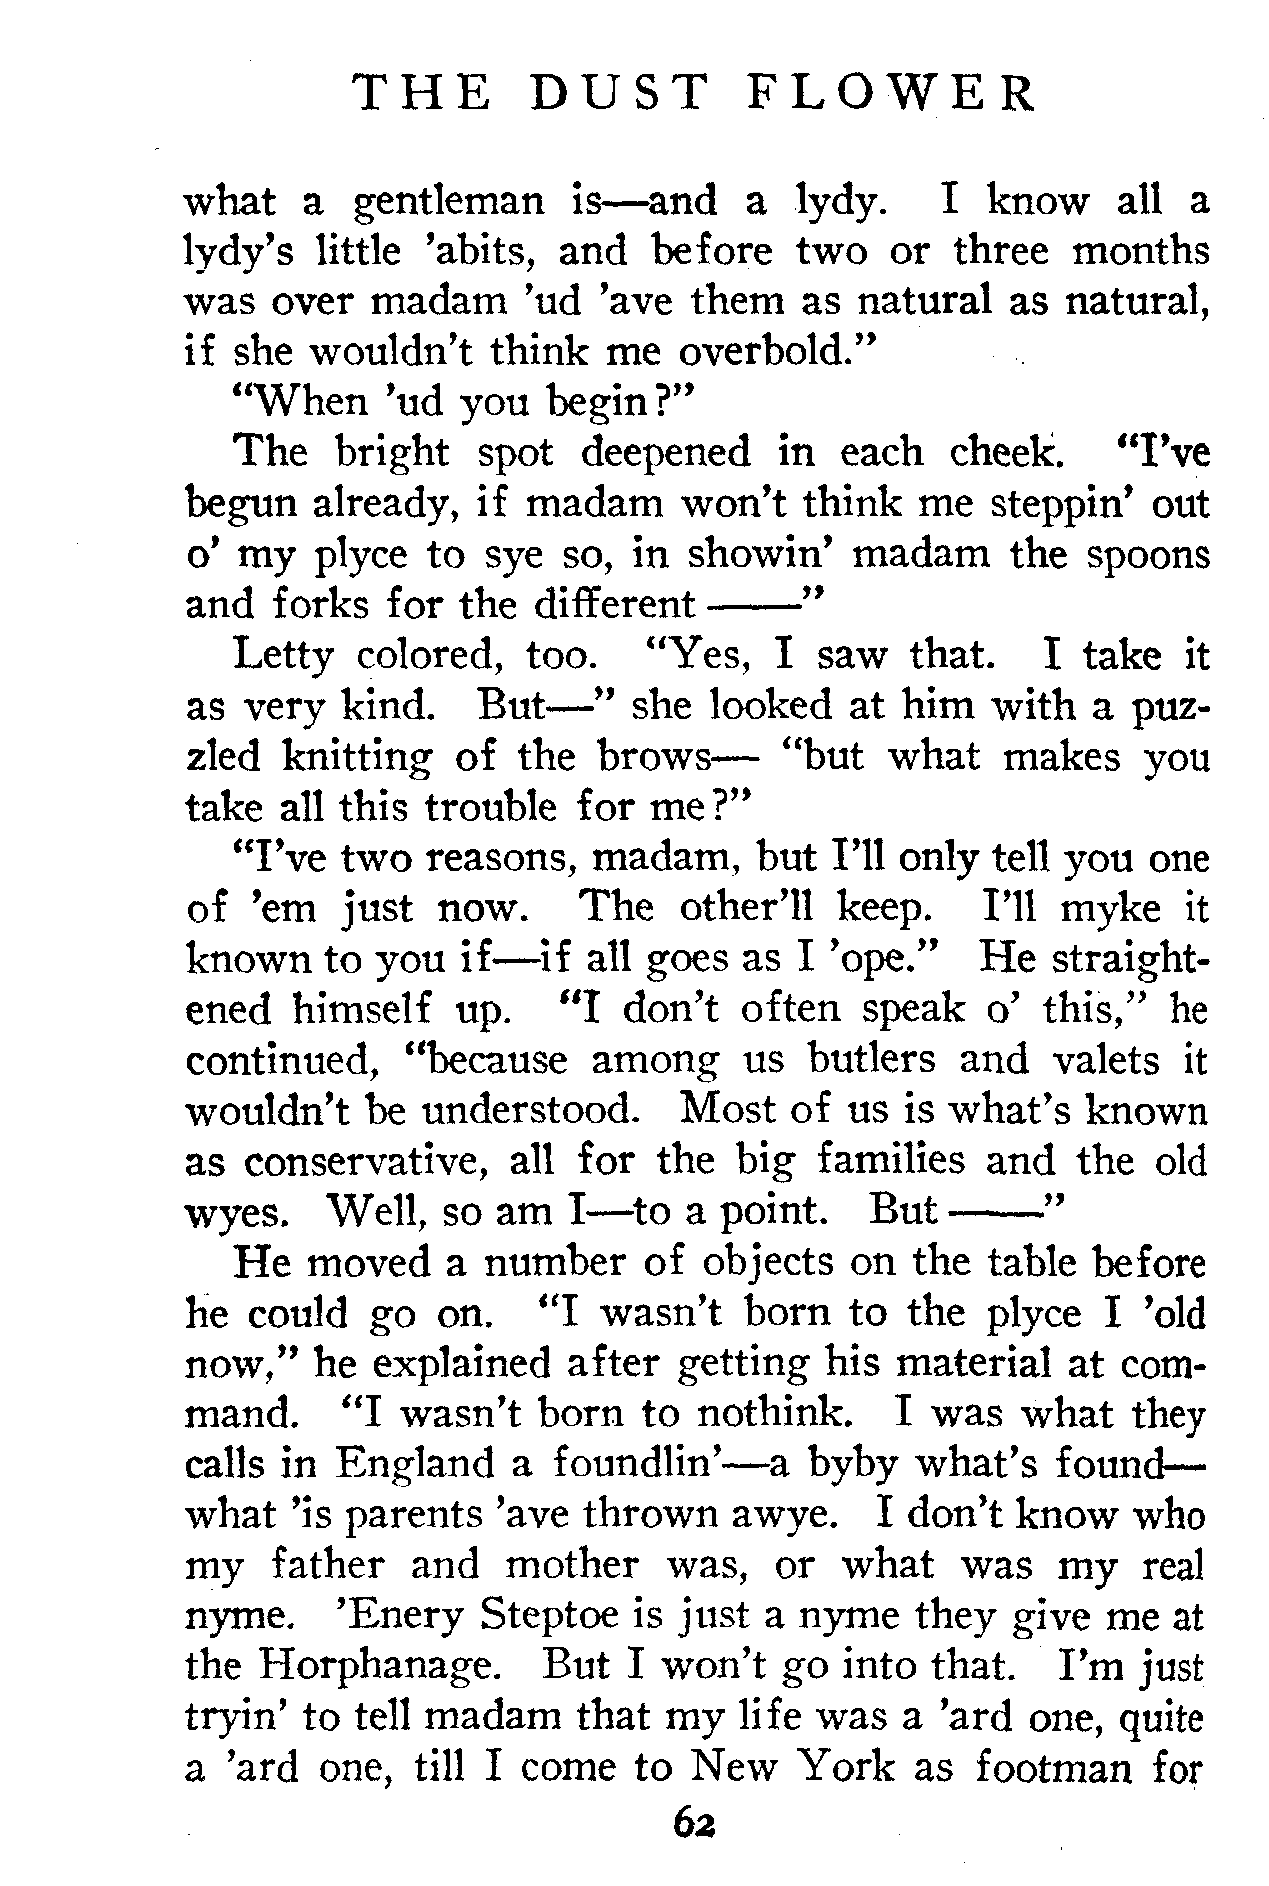 THE DUST FLOWER
what a gentleman is—and a lydy. I know all a
lydy's little 'abits, and before two or three months
was over madam 'ud 'ave them as natural as natural,
if she wouldn't think me overbold."
"When 'ud you begin?"
The bright spot deepened in each cheek. "I've
begun already, if madam won't think me steppin' out
o' my plyce to sye so, in showin' madam the spoons
and forks for the different ——"
Letty colored, too. "Yes, I saw that. I take it
as very kind. But—" she looked at him with a puz-
zled knitting of the brows— "but what makes you
take all this trouble for me?"
"I've two reasons, madam, but I'll only tell you one
of 'em just now. The other'll keep. I'll myke it
known to you if—if all goes as I 'ope." He straight-
ened himself up. "I don't often speak o' this," he
continued, "because among us butlers and valets it
wouldn't be understood. Most of us is what's known
as conservative, all for the big families and the old
wyes. Well, so am I—to a point. But ——"
He moved a number of objects on the table before
he could go on. "I wasn't born to the plyce I 'old
now," he explained after getting his material at com-
mand. "I wasn't born to nothink. I was what they
calls in England a foundlin'—a byby what's found—
what 'is parents 'ave thrown awye. I don't know who
my father and mother was, or what was my real
nyme. 'Enery Steptoe is just a nyme they give me at
the Horphanage. But I won't go into that. I'm just
tryin' to tell madam that my life was a 'ard one, quite
a 'ard one, till I come to New York as footman for
62